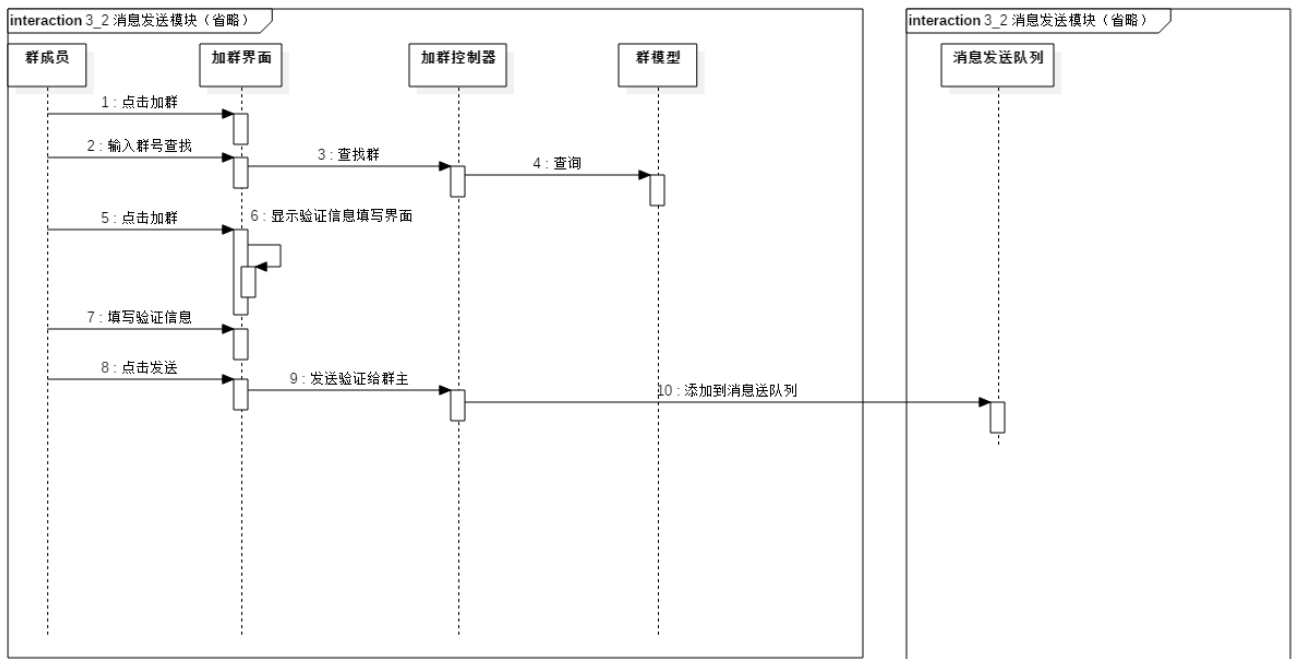 interaction 3_2 消息发送模块（省略）
interaction 3_2 消息发送模块（省略）
群成员
加群界面
加群控制器
群模型
消息发送队列
1 : 点击加群
2 : 输入群号查找
3 : 查找群
4 : 查询
5 : 点击加群
6 : 显示验证信息填写界面
7 : 填写验证信息
8 : 点击发送
9 : 发送验证给群主
10 : 添加到消息送队列